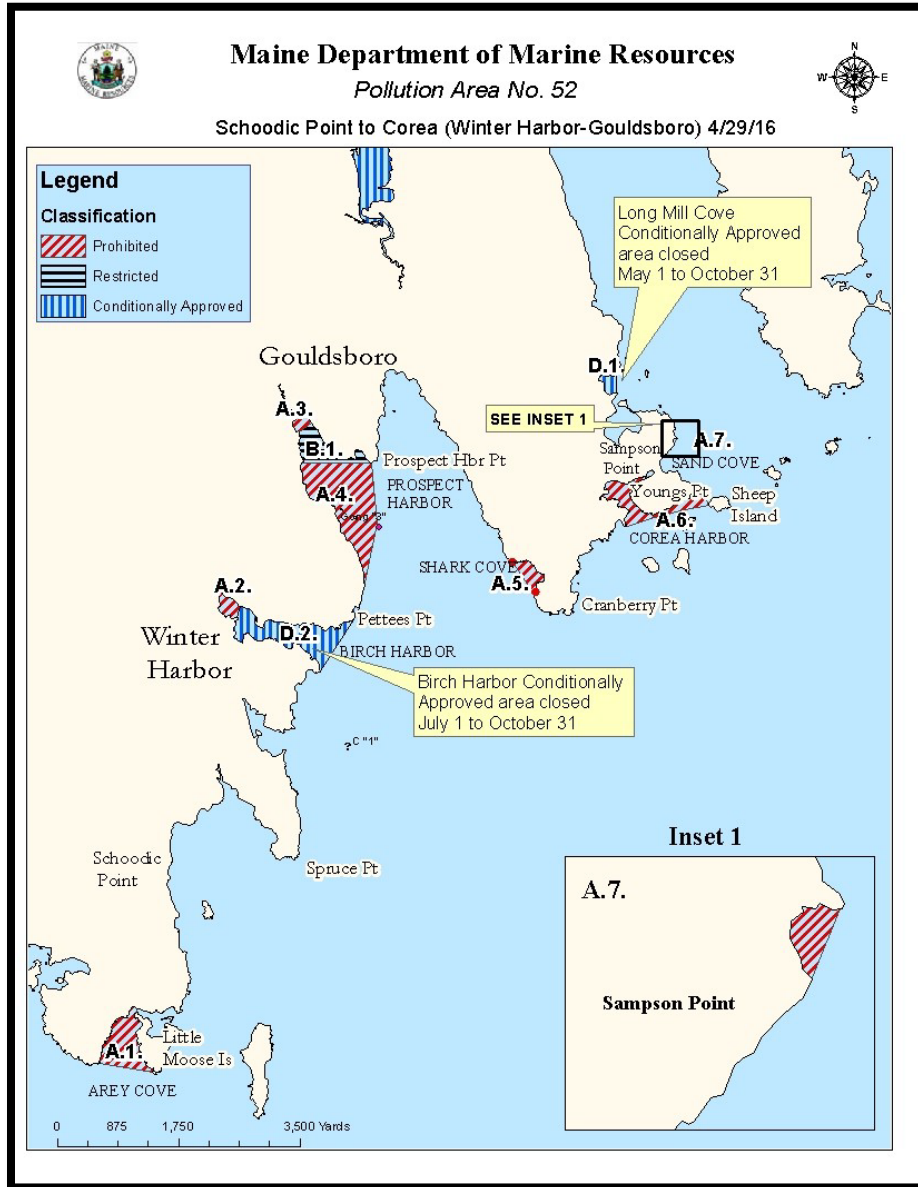 Maine Department of Marine Resources
Pollution Area No. 52
Schoodic Point to Corea (Winter Harbor-Gouldsboro) 4/29/16
N
W
E
S
Legend
Classification
Prohibited
Restricted
Conditionally Approved
Long Mill Cove
Conditionally Approved
area closed
May 1 to October 31
Gouldsboro
D.1.
A.3.
SEE INSET 1
B.1.
A.7.
Sampson
Point
Prospect Hbr Pt
SAND COVE
PROSPECT
HARBOR
A.4.
Gong "3"
Youngs Pt
Sheep
Island
A.6.
COREA HARBOR
SHARK COVE
A.5.
A.2.
Cranberry Pt
Pettees Pt
Winter
Harbor
D.2.
BIRCH HARBOR
Birch Harbor Conditionally
Approved area closed
July 1 to October 31
? C "1"
Schoodic
Point
Spruce Pt
Inset 1
A.7.
Sampson Point
A.1.
Little
Moose Is
AREY COVE
0 875 1,750 3,500 Yards